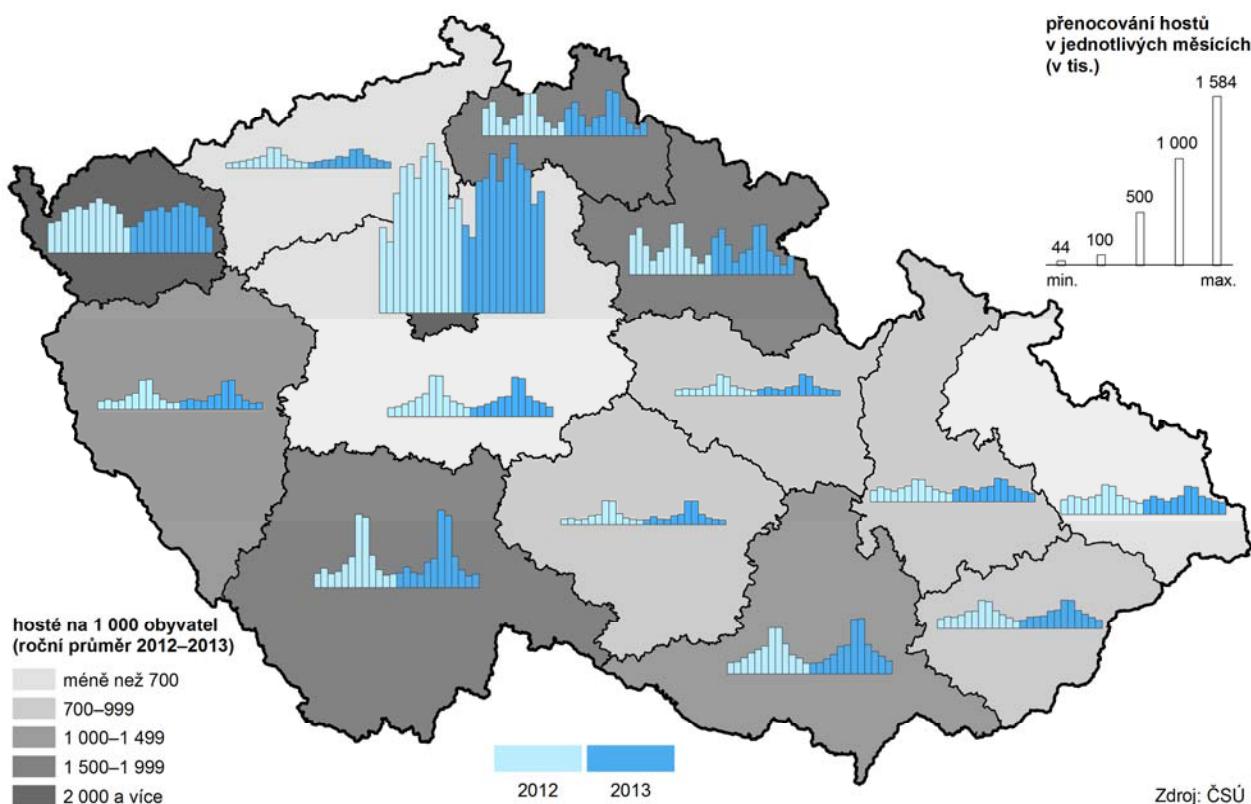 přenocování hostů
v jednotlivých měsících
(v tis.)
1 584
1 000
500
100
44
min.
max.
hosté na 1 000 obyvatel
(roční průměr 2012–2013)
méně než 700
700–999
1 000–1 499
1 500–1 999
2 000 a více
2012
2013
Zdroj: ČSÚ